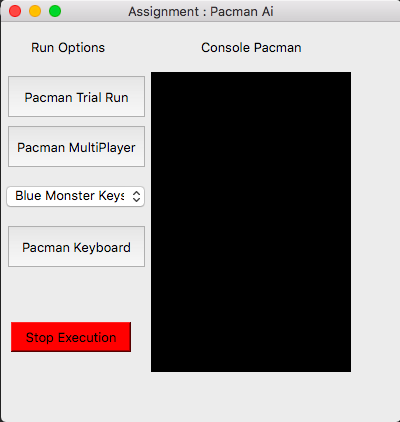 Assignment : Pacman Ai
Run Options
Console Pacman
Pacman Trial Run
Pacman MultiPlayer
Blue Monster Keys
Pacman Keyboard
Stop Execution